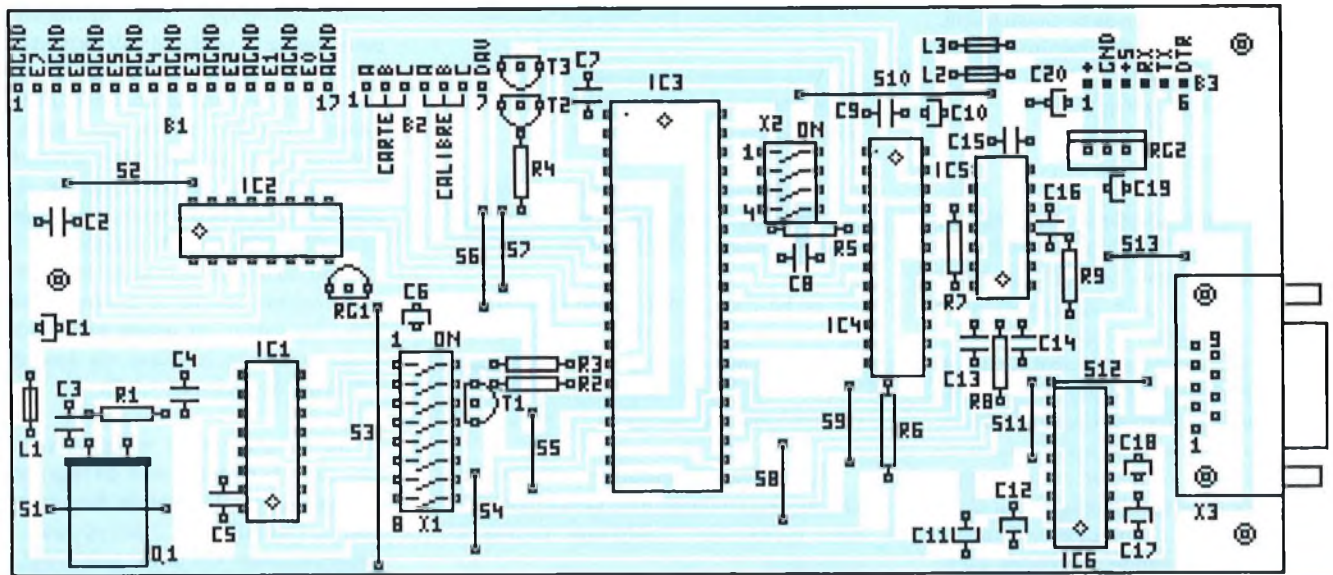 AGND E7 AGND E6 AGND E5 AGND E4 AGND E3 AGND E2 AGND E1 AGND E0 AGND
1 17
B1
A B C A B C DAV
1 7
CARTE B2 CALIBRE
T3
T2
C7
IC3
L3
L2
S10
C20
+ GND +5 RX TX DTR
1 6
B3
C9
C10
X2 ON
1
4
C15
IC5
RG2
C19
C16
R4
S2
IC2
C2
S6
S7
R5
C8
R7
R9
S13
RG1
C6
C1
IC4
C14
C13
R8
S12
9
1
X3
C4
IC1
1 ON
R3
R2
T1
C3
R1
L1
S3
S5
S9
R6
S11
C18
S1
S4
S8
C5
8 X1
Q1
C11
C12
C17
IC6